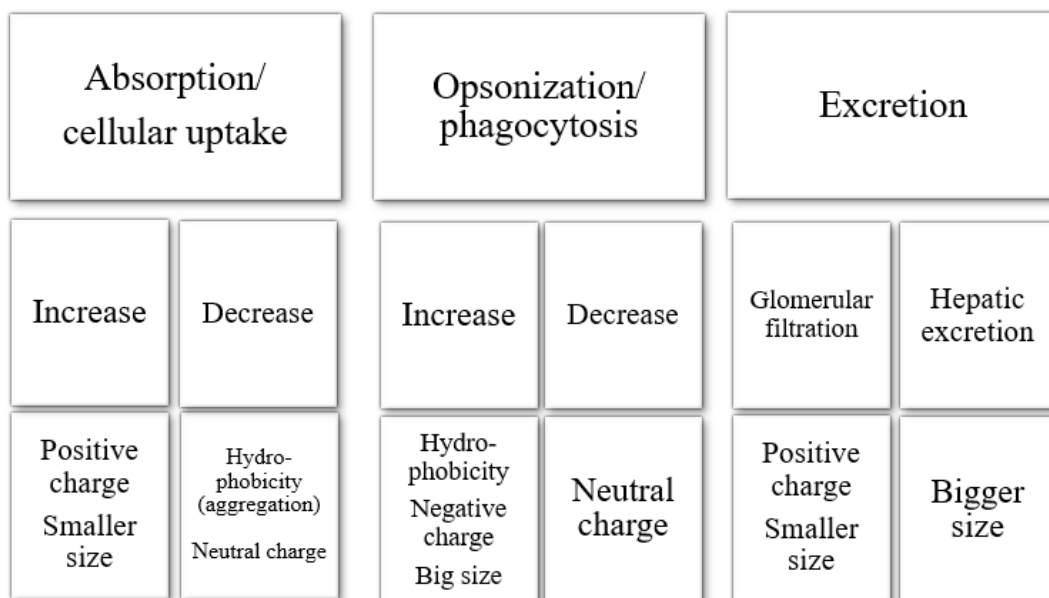 Absorption/
cellular uptake
Opsonization/
phagocytosis
Excretion
Increase
Decrease
Increase
Decrease
Glomerular
filtration
Hepatic
excretion
Positive
charge
Smaller
size
Hydro-
phobicity
(aggregation)
Neutral charge
Hydro-
phobicity
Negative
charge
Big size
Neutral
charge
Positive
charge
Smaller
size
Bigger
size